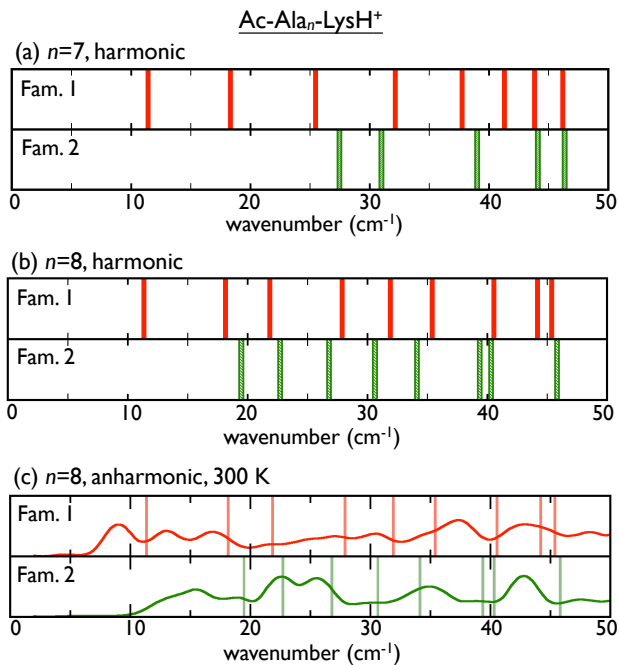 Ac-Alaₙ-LysH⁺
(a) n=7, harmonic
Fam. 1
Fam. 2
0 10 20 30 40 50
wavenumber (cm⁻¹)
(b) n=8, harmonic
Fam. 1
Fam. 2
0 10 20 30 40 50
wavenumber (cm⁻¹)
(c) n=8, anharmonic, 300 K
Fam. 1
Fam. 2
0 10 20 30 40 50
wavenumber (cm⁻¹)